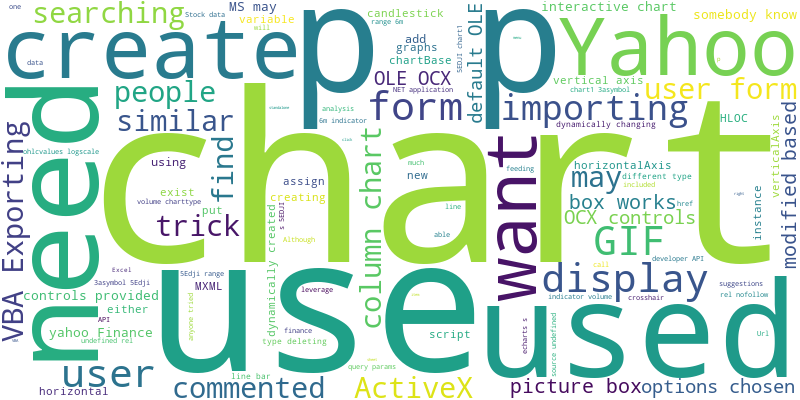 searching
Stock data
MS may
variable
candlestick
range 6m
interactive chart
somebody know
one
create
p
p
Yahoo
data
will
add
graphs
chartBase
SEDJI chart1
default OLE
vertical axis
chart1 3asymbol
user form
people
OLE OCX
form
importing
dynamically changing
HLOC
verticalAxis
modified based
similar
NET application
analysis
6m indicator
need
chart
want
VBA Exporting
ohlcvalues logscale
find
using
column chart
much
feeding
horizontalAxis
different type
may
included
exist
volume charttype
assign
new
box works
href
instance
put
creating
line
OCX controls
trick
s SEDJI
Although
able
GIF
call
developer API
dynamically created
Excel
3asymbol 5Edji
5Edji range
leverage
use
used
display
suggestions
controls provided
MXML
indicator volume
crosshair
rel nofollow
either
API
yahoo Finance
undefined rel
anyone tried
finance
type deleting
script
echarts s
source undefined
Url
line bar
query params
user
horizontal
commented
ActiveX
picture box
options chosen